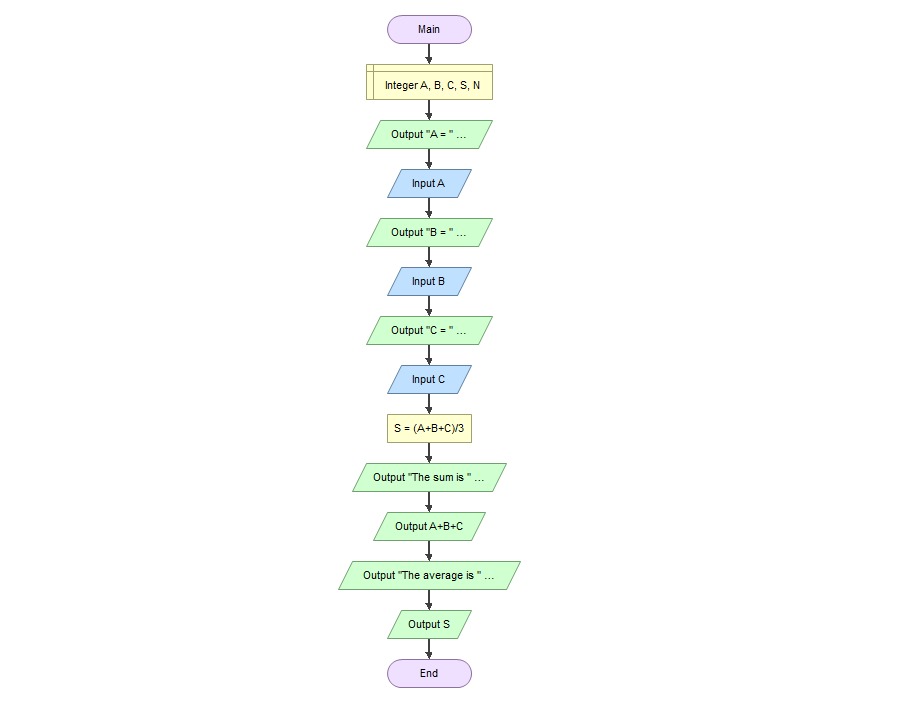 Main
Integer A, B, C, S, N
Output "A = " ...
Input A
Output "B = " ...
Input B
Output "C = " ...
Input C
S = (A+B+C)/3
Output "The sum is " ...
Output A+B+C
Output "The average is " ...
Output S
End